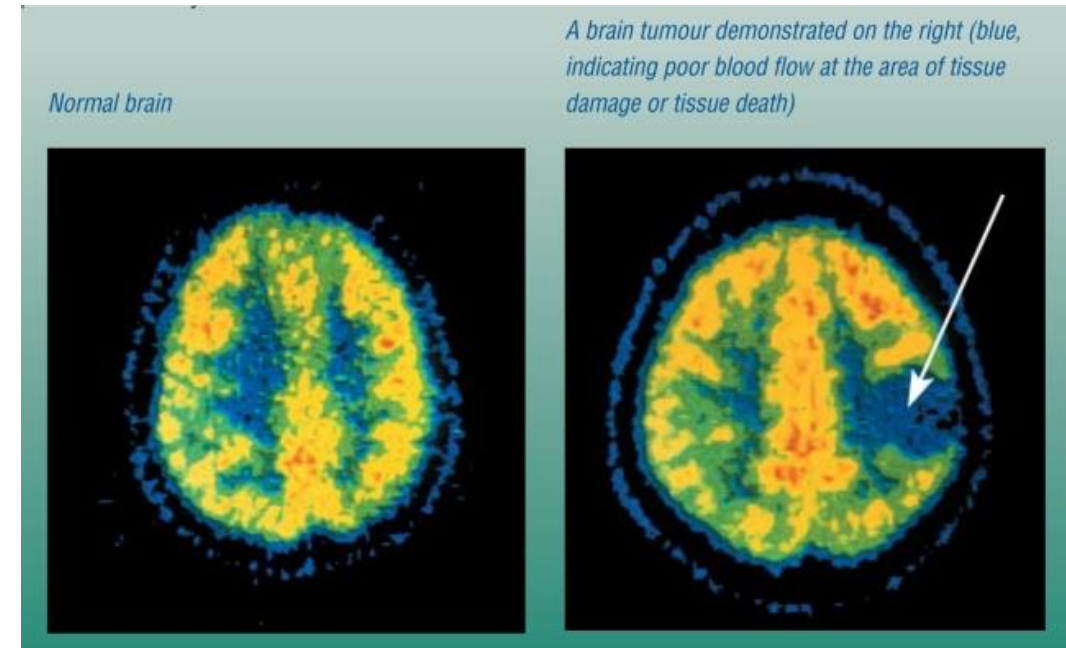 Normal brain
A brain tumour demonstrated on the right (blue,
indicating poor blood flow at the area of tissue
damage or tissue death)